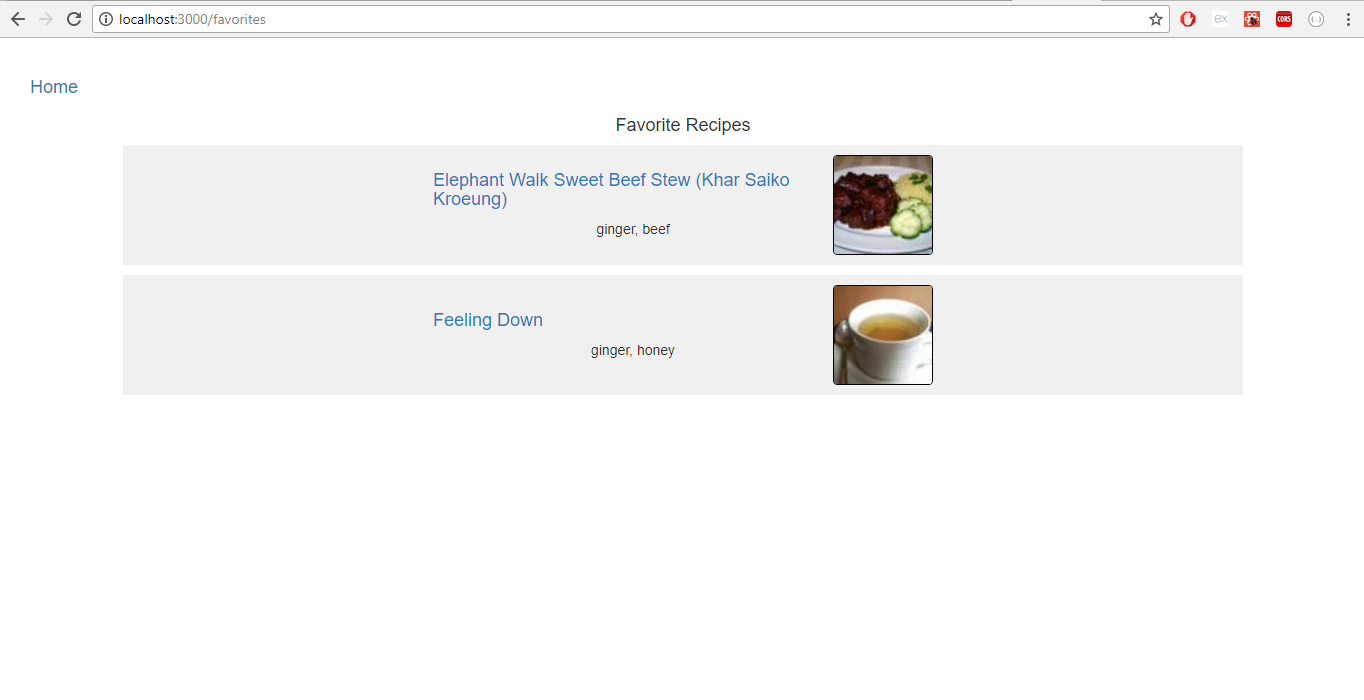 localhost:3000/favorites
ex
CORS
Home
Favorite Recipes
Elephant Walk Sweet Beef Stew (Khar Saiko
Kroeung)
ginger, beef
Feeling Down
ginger, honey